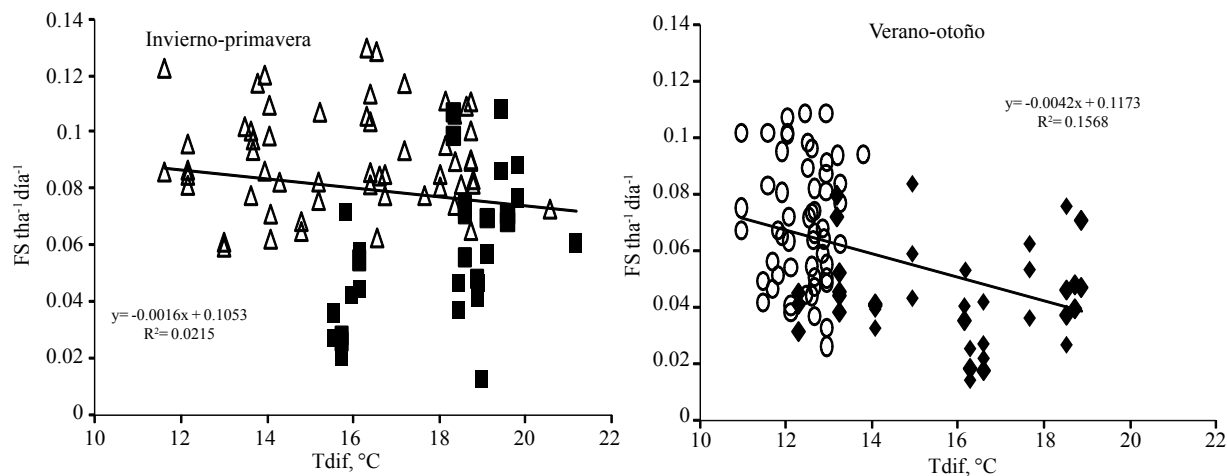 0.14
0.12
0.1
0.08
0.06
0.04
0.02
0
FS tha⁻¹ día⁻¹
Invierno-primavera
y= -0.0016x + 0.1053
R²= 0.0215
10 12 14 16 18 20 22
Tdif, °C
0.14
0.12
0.1
0.08
0.06
0.04
0.02
0
FS tha⁻¹ día⁻¹
Verano-otoño
y= -0.0042x + 0.1173
R²= 0.1568
10 12 14 16 18 20 22
Tdif, °C